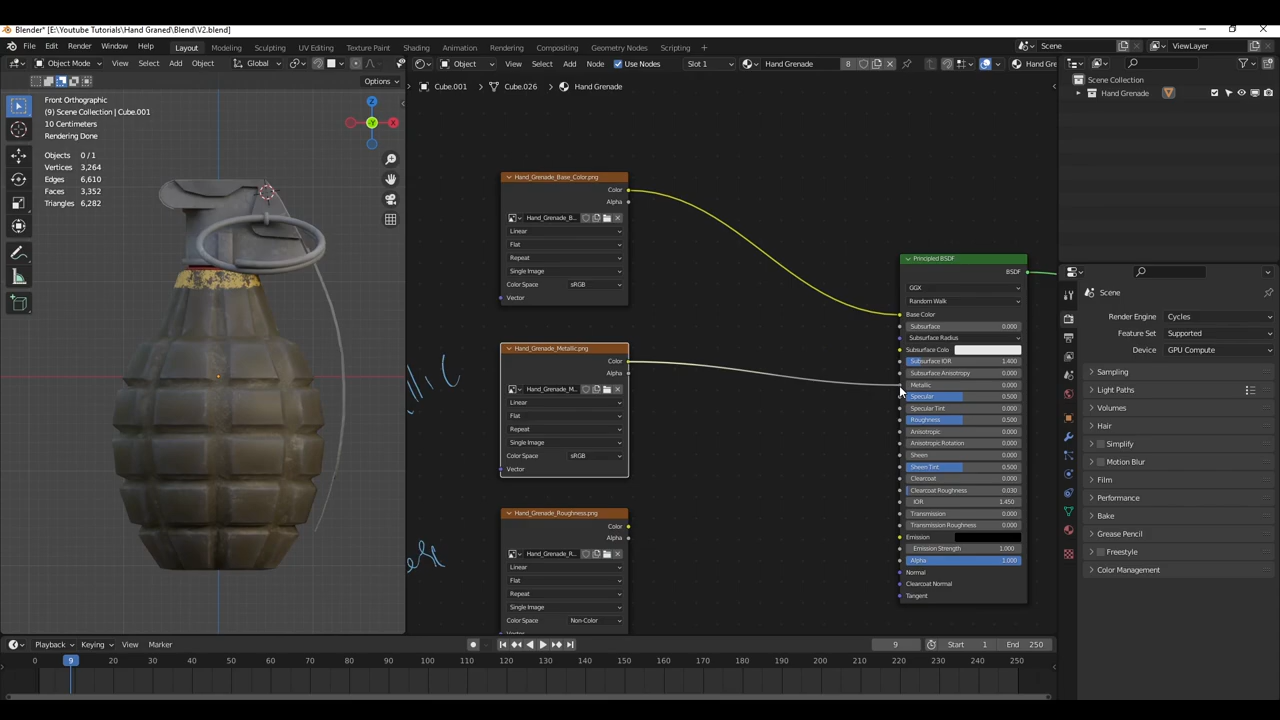 Blender* [E:\Youtube Tutorials\Hand Graned\Blend\V2.blend]
File Edit Render Window Help Layout Modeling Sculpting UV Editing Texture Paint Shading Animation Rendering Compositing Geometry Nodes Scripting + Scene ViewLayer
Object Mode View Select Add Object Global
Object View Select Add Node Use Nodes Slot 1 Hand Grenade 8 Hand Gre
Options
Cube.001 > Cube.026 > Hand Grenade
Front Orthographic
(9) Scene Collection | Cube.001
10 Centimeters
Rendering Done
Objects 0/1
Vertices 3,264
Edges 6,610
Faces 3,352
Triangles 6,282
Z
Y
X
Hand_Grenade_Base_Color.png
Color
Alpha
Hand_Grenade_B...
Linear
Flat
Repeat
Single Image
Color Space sRGB
Vector
Hand_Grenade_Metallic.png
Color
Alpha
Hand_Grenade_M...
Linear
Flat
Repeat
Single Image
Color Space sRGB
Vector
Hand_Grenade_Roughness.png
Color
Alpha
Hand_Grenade_R...
Linear
Flat
Repeat
Single Image
Color Space Non-Color
Vector
Principled BSDF
BSDF
GGX
Random Walk
Base Color
Subsurface 0.000
Subsurface Radius
Subsurface Colo
Subsurface IOR 1.400
Subsurface Anisotropy 0.000
Metallic 0.000
Specular 0.500
Specular Tint 0.000
Roughness 0.500
Anisotropic 0.000
Anisotropic Rotation 0.000
Sheen 0.000
Sheen Tint 0.500
Clearcoat 0.000
Clearcoat Roughness 0.030
IOR 1.450
Transmission 0.000
Transmission Roughness 0.000
Emission
Emission Strength 1.000
Alpha 1.000
Normal
Clearcoat Normal
Tangent
Scene Collection
Hand Grenade
Scene
Render Engine Cycles
Feature Set Supported
Device GPU Compute
Sampling
Light Paths
Volumes
Hair
Simplify
Motion Blur
Film
Performance
Bake
Grease Pencil
Freestyle
Color Management
Playback Keying View Marker 9 Start 1 End 250
0 9 20 30 40 50 60 70 80 90 100 110 120 130 140 150 160 170 180 190 200 210 220 230 240 250